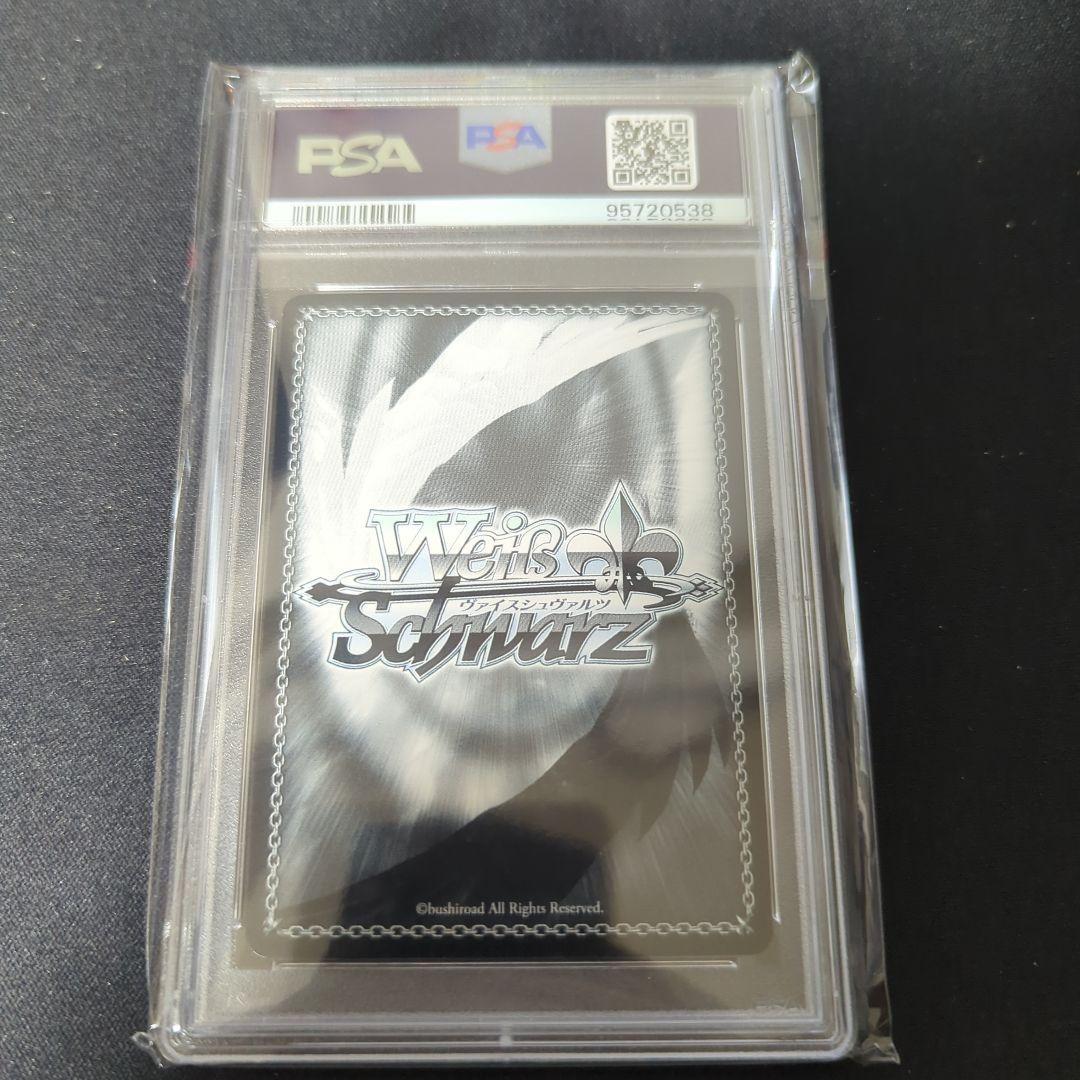 PSA
PSA
95720538
Weiß
ヴァイスシュヴァルツ
Schwarz
©bushiroad All Rights Reserved.